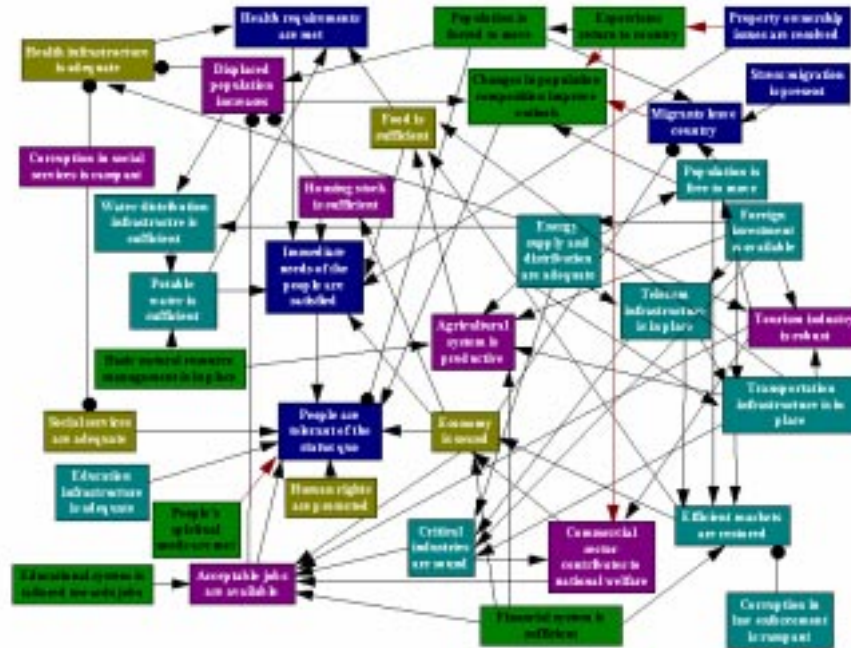 Health requirements
are met
Population is
forced to move
Expatriates
return to country
Property ownership
issues are resolved
Health infrastructure
is adequate
Displaced
population
increases
Changes in population
composition improve
Stress migration
is present
Food is
sufficient
Migrants leave
country
Corruption in social
services is rampant
Population is
free to move
Housing stock
is sufficient
Water distribution
infrastructre is
sufficient
Energy
supply and
distribution
are adequate
Foreign
investment
is available
Immediate
needs of the
people are
satisfied
Potable
water is
sufficient
Telecom
infrastructure
is in place
Agricultural
system is
productive
Tourism industry
is robust
Basic natural resource
management is in place
Transportation
infrastructure is in
place
Social services
are adequate
People are
tolerant of the
status quo
Economy
is sound
Education
infrastructure
is adequate
Human rights
are promoted
People's
spiritual
needs are met
Critical
industries
are sound
Commercial
sector
contributes to
national welfare
Efficient markets
are restored
Educational system is
tailored towards jobs
Acceptable jobs
are available
Financial system is
sufficient
Corruption in
law enforcement
is rampant